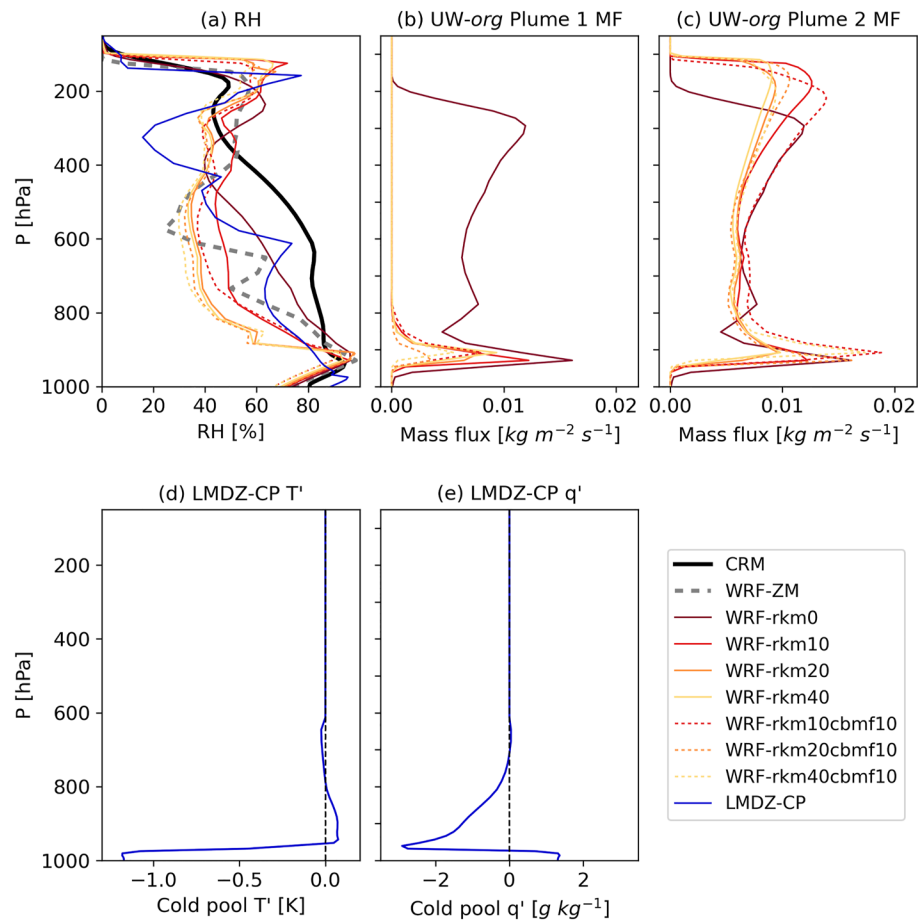 (a) RH
(b) UW-org Plume 1 MF
(c) UW-org Plume 2 MF
P [hPa]
200
400
600
800
1000
0 20 40 60 80
RH [%]
0.00 0.01 0.02
Mass flux [kg m⁻² s⁻¹]
0.00 0.01 0.02
Mass flux [kg m⁻² s⁻¹]
(d) LMDZ-CP T'
(e) LMDZ-CP q'
P [hPa]
200
400
600
800
1000
−1.0 −0.5 0.0
Cold pool T' [K]
−2 0 2
Cold pool q' [g kg⁻¹]
CRM
WRF-ZM
WRF-rkm0
WRF-rkm10
WRF-rkm20
WRF-rkm40
WRF-rkm10cbmf10
WRF-rkm20cbmf10
WRF-rkm40cbmf10
LMDZ-CP